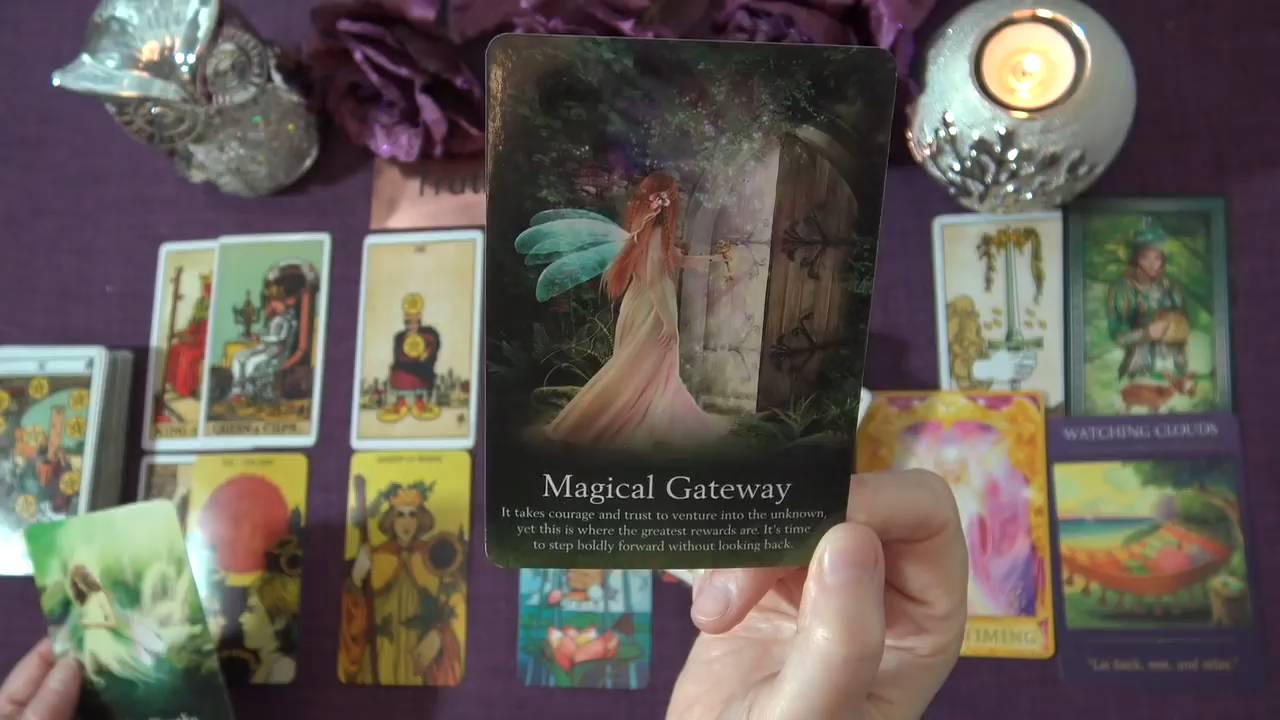 Trut
KING
QUEEN of CUPS.
Magical Gateway
It takes courage and trust to venture into the unknown,
yet this is where the greatest rewards are. It's time
to step boldly forward without looking back.
WATCHING CLOUDS
TIMING
"Lie back, rest, and relax."